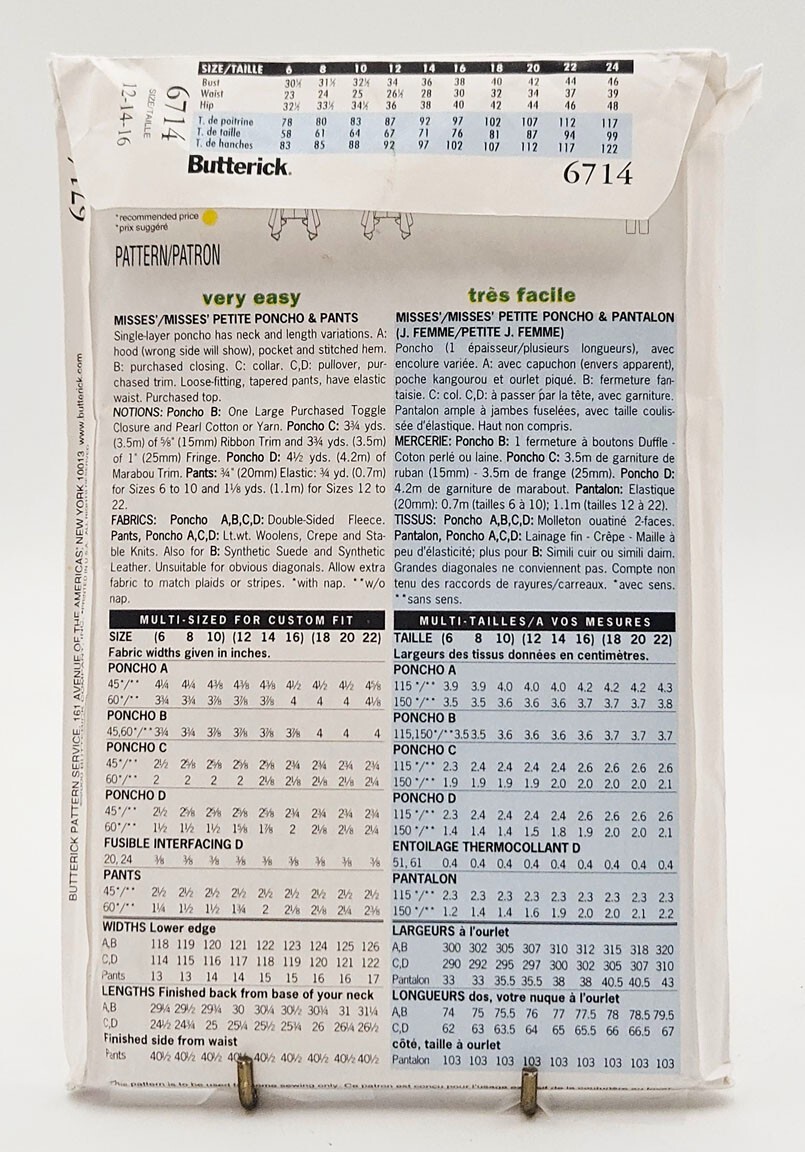 SIZE/TAILLE 6 8 10 12 14 16 18 20 22 24
Bust 30½ 31½ 32½ 34 36 38 40 42 44 46
Waist 23 24 25 26½ 28 30 32 34 37 39
Hip 32½ 33½ 34½ 36 38 40 42 44 46 48
T. de poitrine 78 80 83 87 92 97 102 107 112 117
T. de taille 58 61 64 67 71 76 81 87 94 99
T. de hanches 83 85 88 92 97 102 107 112 117 122
Butterick® 6714
6714
SIZE/TAILLE
12-14-16
*recommended price
*prix suggéré
PATTERN/PATRON
very easy
MISSES'/MISSES' PETITE PONCHO & PANTS
Single-layer poncho has neck and length variations. A:
hood (wrong side will show), pocket and stitched hem.
B: purchased closing. C: collar. C,D: pullover, pur-
chased trim. Loose-fitting, tapered pants, have elastic
waist. Purchased top.
NOTIONS: Poncho B: One Large Purchased Toggle
Closure and Pearl Cotton or Yarn. Poncho C: 3¾ yds.
(3.5m) of ⅝" (15mm) Ribbon Trim and 3¾ yds. (3.5m)
of 1" (25mm) Fringe. Poncho D: 4½ yds. (4.2m) of
Marabou Trim. Pants: ¾" (20mm) Elastic: ¾ yd. (0.7m)
for Sizes 6 to 10 and 1⅛ yds. (1.1m) for Sizes 12 to
22.
FABRICS: Poncho A,B,C,D: Double-Sided Fleece.
Pants, Poncho A,C,D: Lt.wt. Woolens, Crepe and Sta-
ble Knits. Also for B: Synthetic Suede and Synthetic
Leather. Unsuitable for obvious diagonals. Allow extra
fabric to match plaids or stripes. *with nap. **w/o
nap.
MULTI-SIZED FOR CUSTOM FIT
SIZE (6 8 10) (12 14 16) (18 20 22)
Fabric widths given in inches.
PONCHO A
45*/** 4¼ 4¼ 4⅜ 4⅜ 4⅜ 4½ 4½ 4½ 4⅝
60*/** 3¾ 3¾ 3⅞ 3⅞ 3⅞ 4 4 4 4⅛
PONCHO B
45,60*/** 3¾ 3¾ 3⅞ 3⅞ 3⅞ 3⅞ 4 4 4
PONCHO C
45*/** 2½ 2⅝ 2⅝ 2⅝ 2⅝ 2¾ 2¾ 2¾ 2¾
60*/** 2 2 2 2 2⅛ 2⅛ 2⅛ 2⅛ 2¼
PONCHO D
45*/** 2½ 2⅝ 2⅝ 2⅝ 2⅝ 2¾ 2¾ 2¾ 2¾
60*/** 1½ 1½ 1½ 1⅝ 1⅞ 2 2⅛ 2⅛ 2¼
FUSIBLE INTERFACING D
20, 24 ⅜ ⅜ ⅜ ⅜ ⅜ ⅜ ⅜ ⅜ ⅜
PANTS
45*/** 2½ 2½ 2½ 2½ 2½ 2½ 2½ 2½ 2½
60*/** 1¼ 1½ 1½ 1¾ 2 2⅛ 2⅛ 2¼ 2⅜
WIDTHS Lower edge
A,B 118 119 120 121 122 123 124 125 126
C,D 114 115 116 117 118 119 120 121 122
Pants 13 13 14 14 15 15 16 16 17
LENGTHS Finished back from base of your neck
A,B 29¼ 29½ 29¾ 30 30¼ 30½ 30¾ 31 31¼
C,D 24½ 24¾ 25 25¼ 25½ 25¾ 26 26¼ 26½
Finished side from waist
Pants 40½ 40½ 40½ 40½ 40½ 40½ 40½ 40½ 40½
très facile
MISSES'/MISSES' PETITE PONCHO & PANTALON
(J. FEMME/PETITE J. FEMME)
Poncho (1 épaisseur/plusieurs longueurs), avec
encolure variée. A: avec capuchon (envers apparent),
poche kangourou et ourlet piqué. B: fermeture fan-
taisie. C: col. C,D: à passer par la tête, avec garniture.
Pantalon ample à jambes fuselées, avec taille coulis-
sée d'élastique. Haut non compris.
MERCERIE: Poncho B: 1 fermeture à boutons Duffle -
Coton perlé ou laine. Poncho C: 3.5m de garniture de
ruban (15mm) - 3.5m de frange (25mm). Poncho D:
4.2m de garniture de marabout. Pantalon: Elastique
(20mm): 0.7m (tailles 6 à 10); 1.1m (tailles 12 à 22).
TISSUS: Poncho A,B,C,D: Molleton ouatiné 2-faces.
Pantalon, Poncho A,C,D: Lainage fin - Crêpe - Maille à
peu d'élasticité; plus pour B: Simili cuir ou simili daim.
Grandes diagonales ne conviennent pas. Compte non
tenu des raccords de rayures/carreaux. *avec sens.
**sans sens.
MULTI-TAILLES/A VOS MESURES
TAILLE (6 8 10) (12 14 16) (18 20 22)
Largeurs des tissus données en centimètres.
PONCHO A
115 */** 3.9 3.9 4.0 4.0 4.0 4.2 4.2 4.2 4.3
150 */** 3.5 3.5 3.6 3.6 3.6 3.7 3.7 3.7 3.8
PONCHO B
115,150*/** 3.5 3.5 3.6 3.6 3.6 3.6 3.7 3.7 3.7
PONCHO C
115 */** 2.3 2.4 2.4 2.4 2.4 2.6 2.6 2.6 2.6
150 */** 1.9 1.9 1.9 1.9 2.0 2.0 2.0 2.0 2.1
PONCHO D
115 */** 2.3 2.4 2.4 2.4 2.4 2.6 2.6 2.6 2.6
150 */** 1.4 1.4 1.4 1.5 1.8 1.9 2.0 2.0 2.1
ENTOILAGE THERMOCOLLANT D
51, 61 0.4 0.4 0.4 0.4 0.4 0.4 0.4 0.4 0.4
PANTALON
115 */** 2.3 2.3 2.3 2.3 2.3 2.3 2.3 2.3 2.3
150 */** 1.2 1.4 1.4 1.6 1.9 2.0 2.0 2.1 2.2
LARGEURS à l'ourlet
A,B 300 302 305 307 310 312 315 318 320
C,D 290 292 295 297 300 302 305 307 310
Pantalon 33 33 35.5 35.5 38 38 40.5 40.5 43
LONGUEURS dos, votre nuque à l'ourlet
A,B 74 75 75.5 76 77 77.5 78 78.5 79.5
C,D 62 63 63.5 64 65 65.5 66 66.5 67
côté, taille à ourlet
Pantalon 103 103 103 103 103 103 103 103 103
BUTTERICK PATTERN SERVICE, 161 AVENUE OF THE AMERICAS, NEW YORK 10013 www.butterick.com